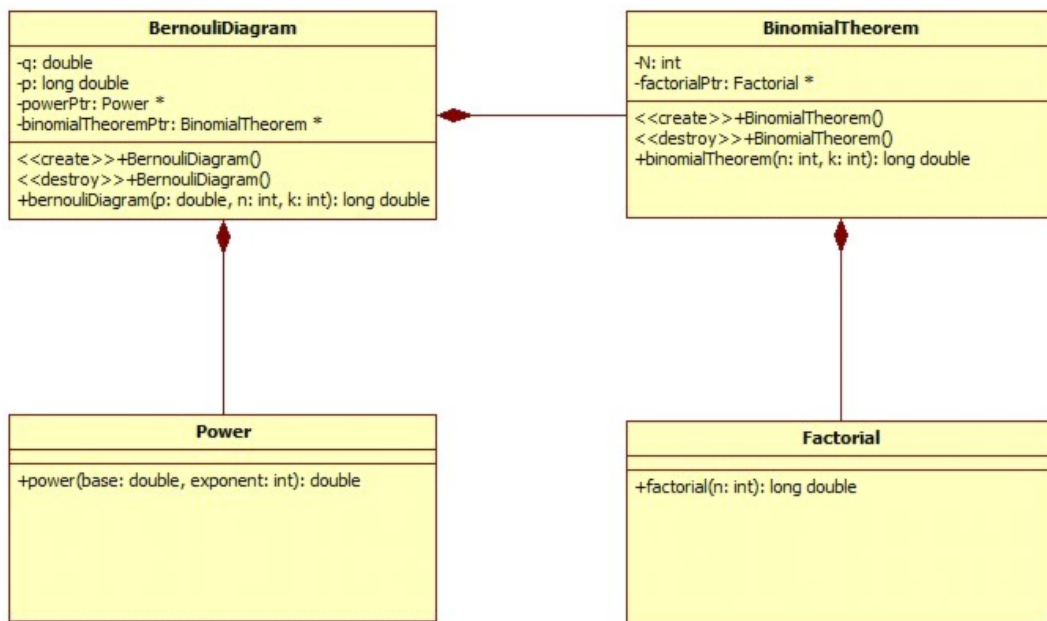 BernouliDiagram
-q: double
-p: long double
-powerPtr: Power *
-binomialTheoremPtr: BinomialTheorem *
<<create>>+BernouliDiagram()
<<destroy>>+BernouliDiagram()
+bernouliDiagram(p: double, n: int, k: int): long double
BinomialTheorem
-N: int
-factorialPtr: Factorial *
<<create>>+BinomialTheorem()
<<destroy>>+BinomialTheorem()
+binomialTheorem(n: int, k: int): long double
Power
+power(base: double, exponent: int): double
Factorial
+factorial(n: int): long double